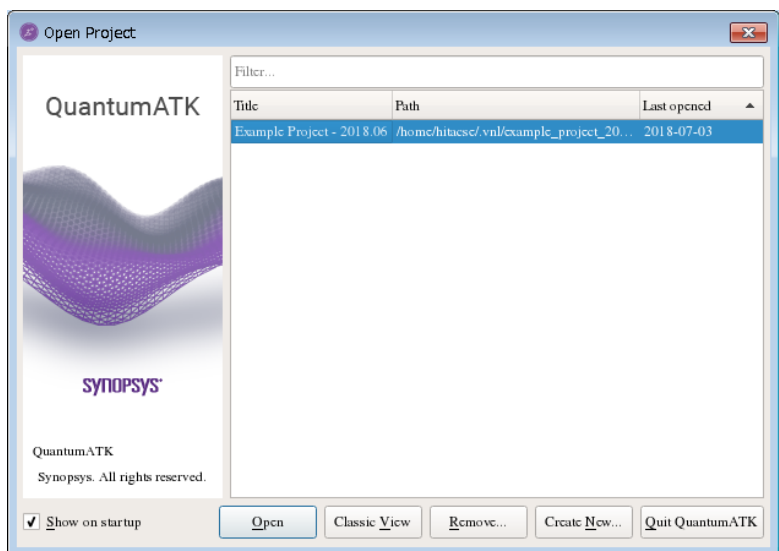 Open Project
QuantumATK
SYNOPSYS
QuantumATK
Synopsys. All rights reserved.
Filter...
Title Path Last opened
Example Project - 2018.06 /home/hitacse/.vnl/example_project_20... 2018-07-03
Show on startup Open Classic View Remove... Create New... Quit QuantumATK